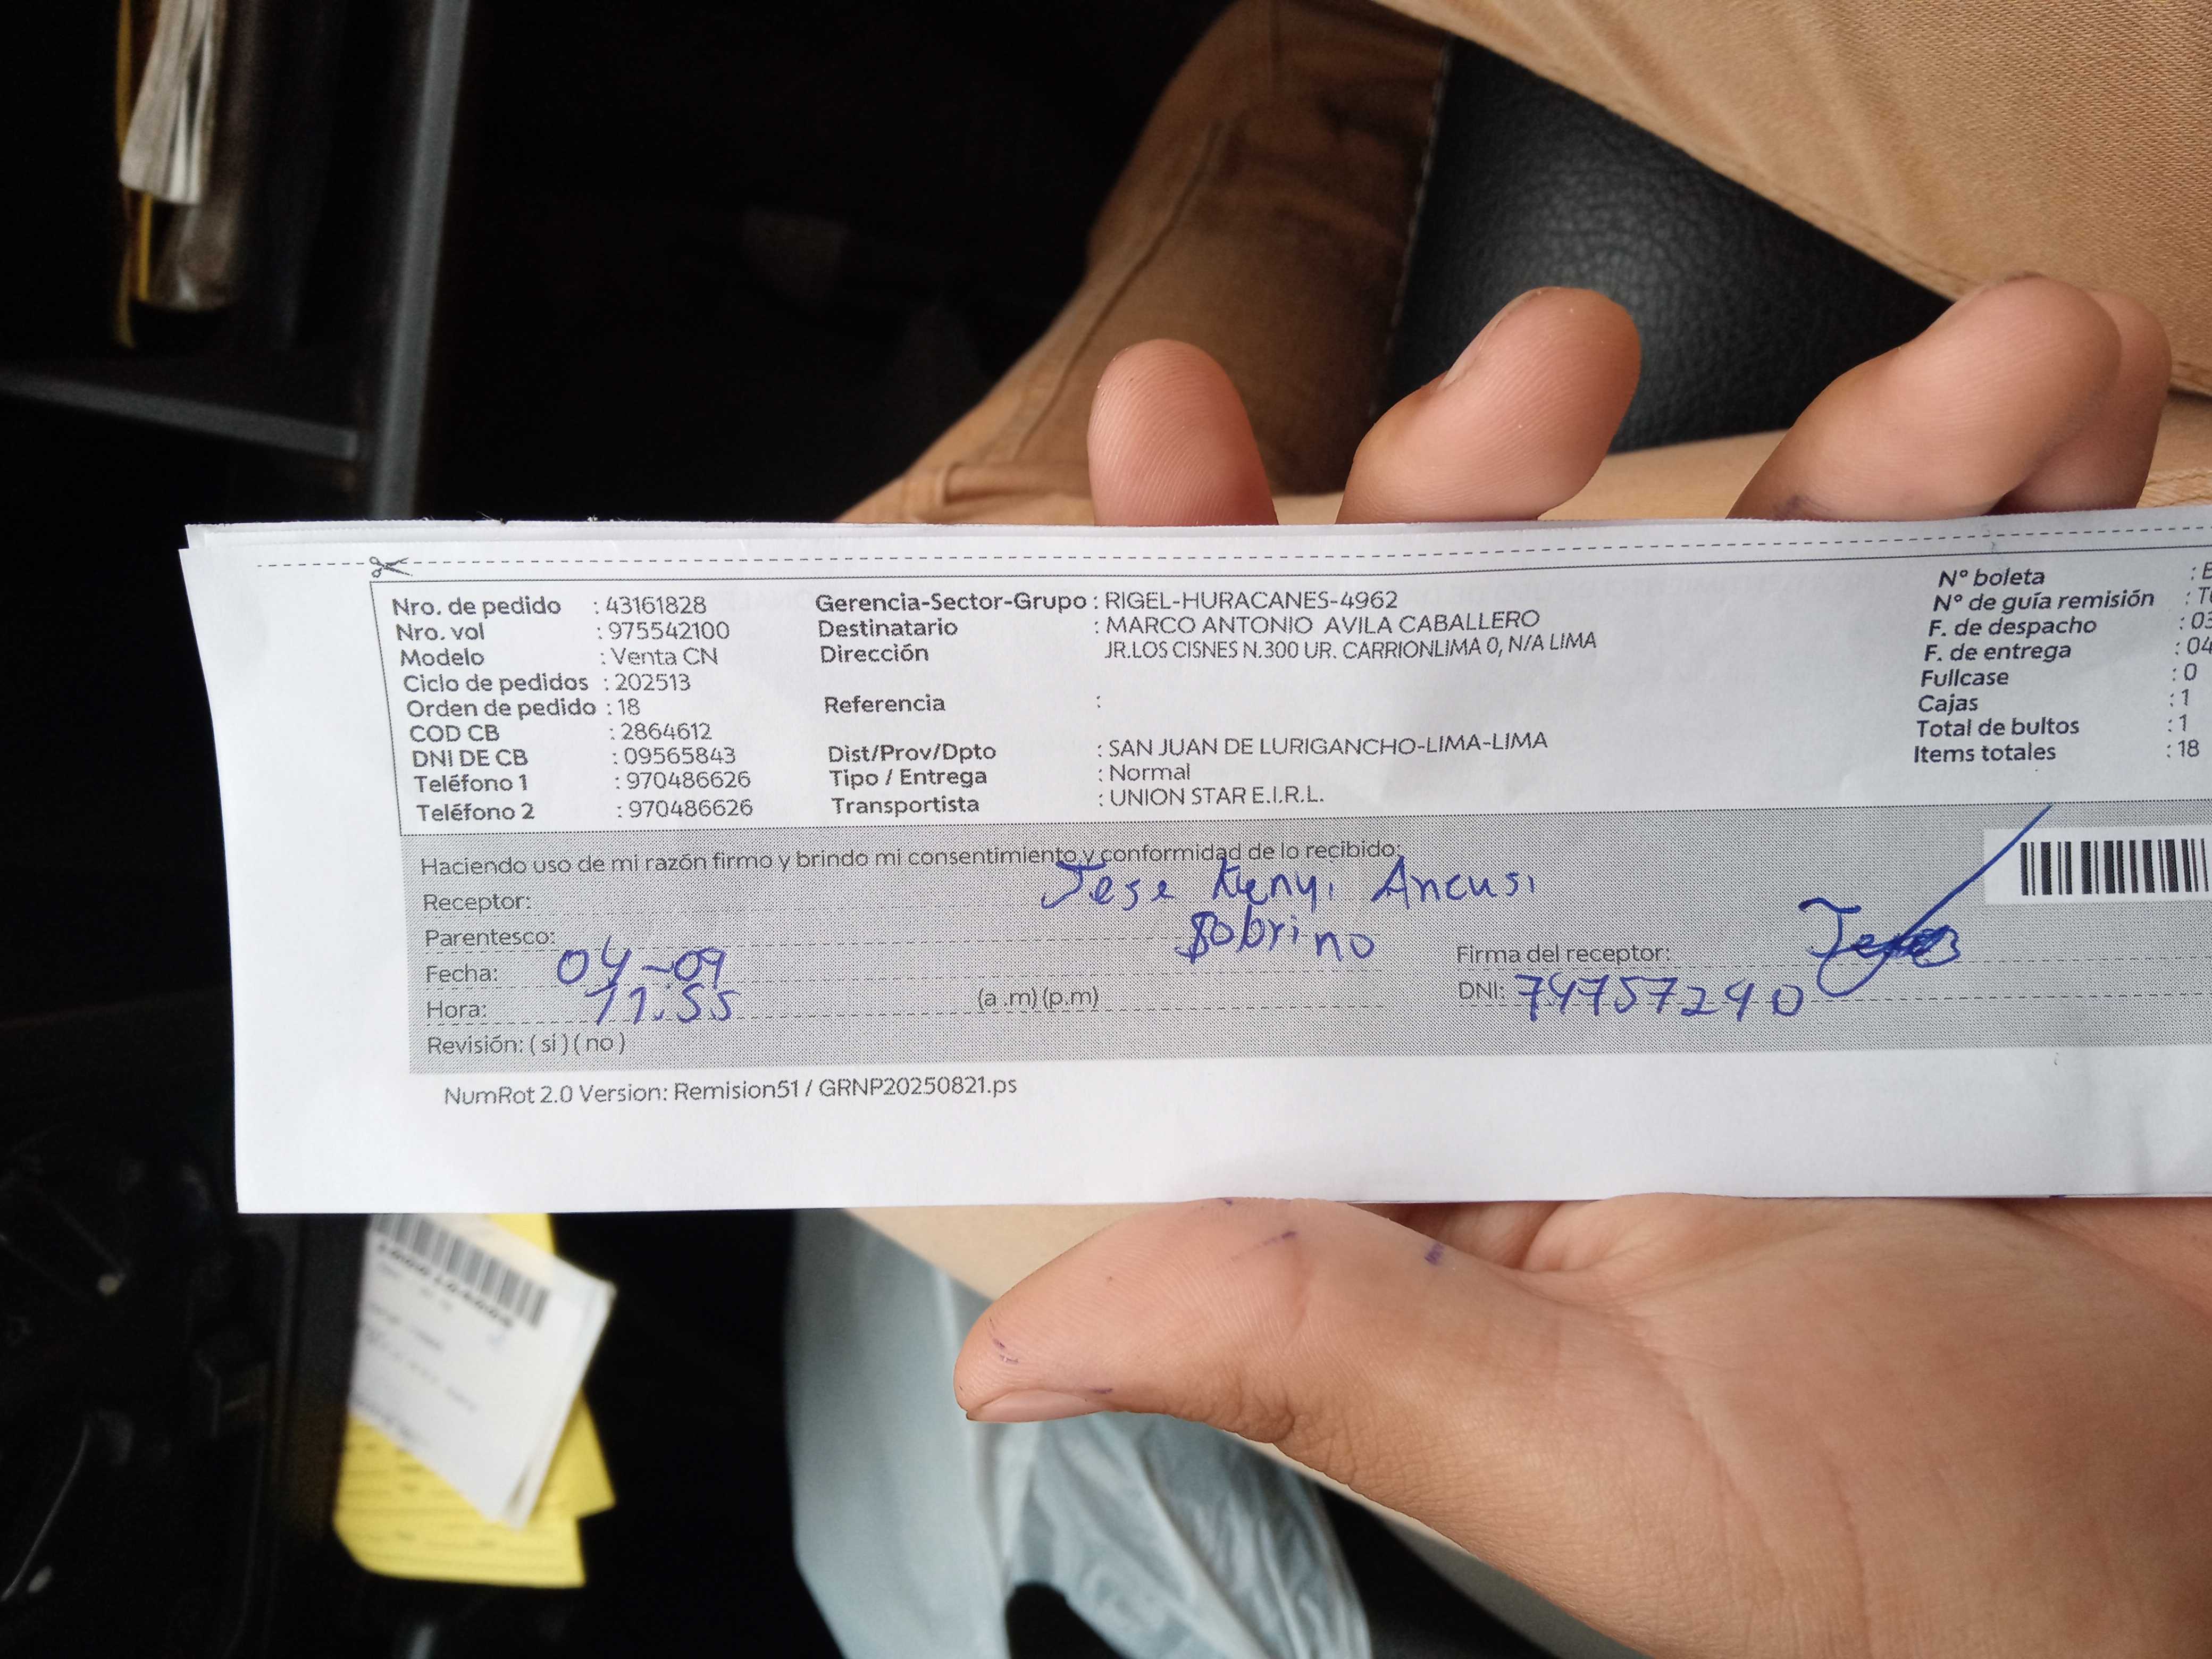 Nro. de pedido : 43161828
Nro. vol : 975542100
Modelo : Venta CN
Ciclo de pedidos : 202513
Orden de pedido : 18
COD CB : 2864612
DNI DE CB : 09565843
Teléfono 1 : 970486626
Teléfono 2 : 970486626
Gerencia-Sector-Grupo : RIGEL-HURACANES-4962
Destinatario : MARCO ANTONIO AVILA CABALLERO
Dirección JR.LOS CISNES N.300 UR. CARRIONLIMA 0, N/A LIMA
Referencia :
Dist/Prov/Dpto : SAN JUAN DE LURIGANCHO-LIMA-LIMA
Tipo / Entrega : Normal
Transportista : UNION STAR E.I.R.L.
N° boleta :
N° de guía remisión :
F. de despacho : 03
F. de entrega : 04
Fullcase : 0
Cajas : 1
Total de bultos : 1
Items totales : 18
Haciendo uso de mi razón firmo y brindo mi consentimiento y conformidad de lo recibido:
Receptor: Jese Kenyi Ancusi
Parentesco: Sobrino
Fecha: 04-09
Firma del receptor:
Hora: 11.55 (a .m) (p.m)
DNI: 74757240
Revisión: ( si ) ( no )
NumRot 2.0 Version: Remision51 / GRNP20250821.ps